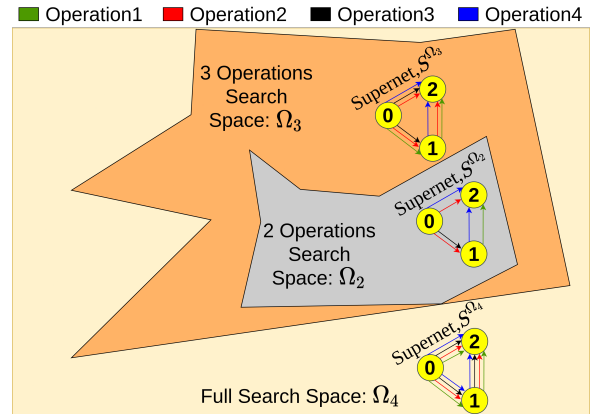 Operation1 Operation2 Operation3 Operation4
3 Operations
Search
Space: Ω₃
Supernet, S^Ω₃
0
2
1
2 Operations
Search
Space: Ω₂
Supernet, S^Ω₂
0
2
1
Full Search Space: Ω₄
Supernet, S^Ω₄
0
2
1